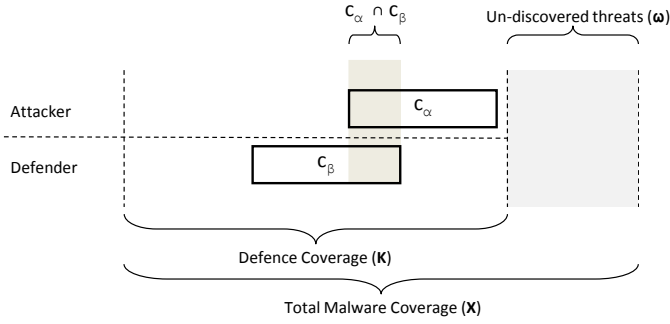 C_α ∩ C_β
Un-discovered threats (ω)
Attacker
C_α
Defender
C_β
Defence Coverage (K)
Total Malware Coverage (X)